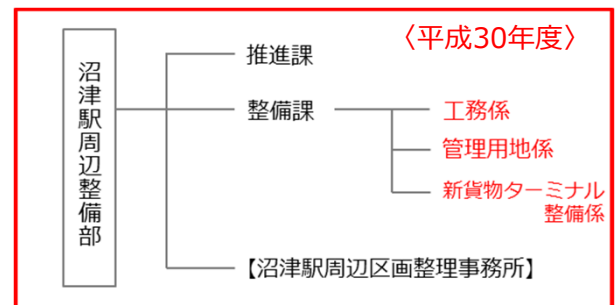 〈平成30年度〉
沼津駅周辺整備部
推進課
整備課
工務係
管理用地係
新貨物ターミナル
整備係
【沼津駅周辺区画整理事務所】